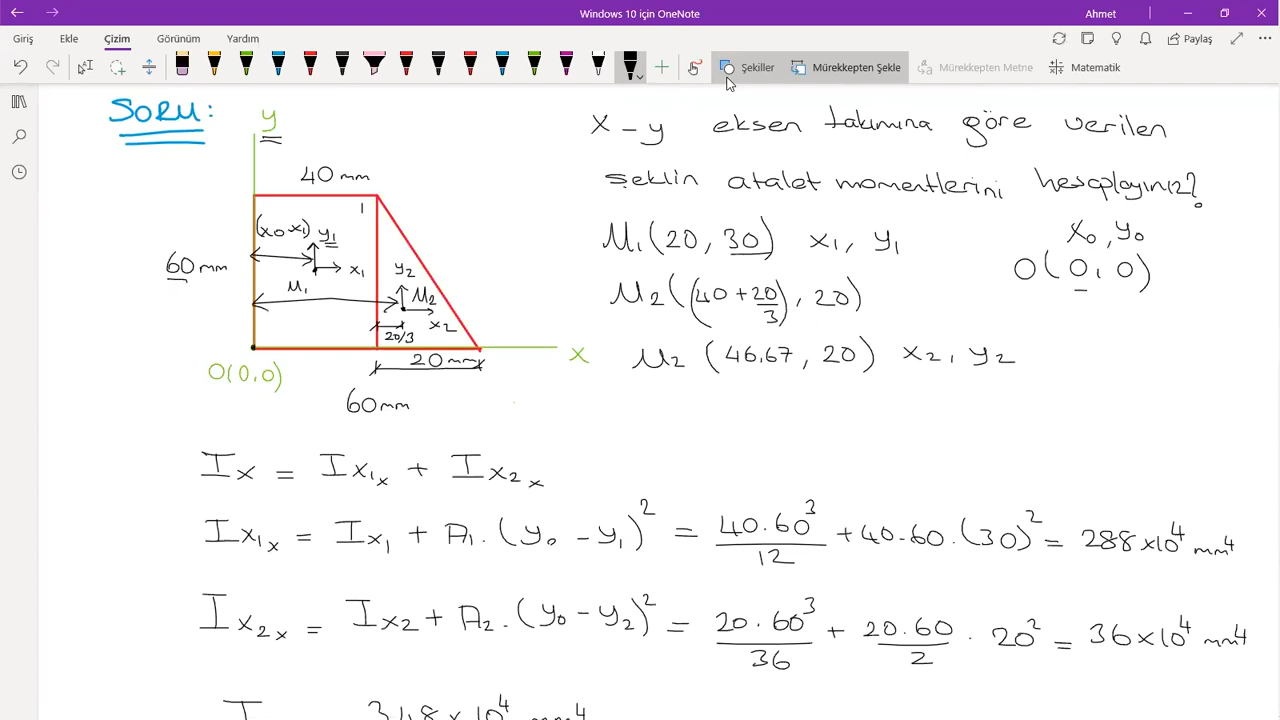 Windows 10 için OneNote
Ahmet
Giriş Ekle Çizim Görünüm Yardım
Paylaş
Şekiller Mürekkepten Şekle Mürekkepten Metne Matematik
SORU:
y
40 mm
1
(x0 x1) y1
x1
60 mm
M1
y2
M2
x2
20/3
20 mm
x
O(0,0)
60 mm
x - y eksen takımına göre verilen
şeklin atalet momentlerini hesaplayınız?
M1(20, 30) x1, y1
x0, y0
O(0, 0)
M2((40 + 20/3), 20)
M2 (46,67, 20) x2, y2
Ix = Ix1x + Ix2x
Ix1x = Ix1 + A1.(y0 - y1)² = 40.60³/12 + 40.60.(30)² = 288x10⁴ mm⁴
Ix2x = Ix2 + A2.(y0 - y2)² = 20.60³/36 + 20.60/2 . 20² = 36x10⁴ mm⁴